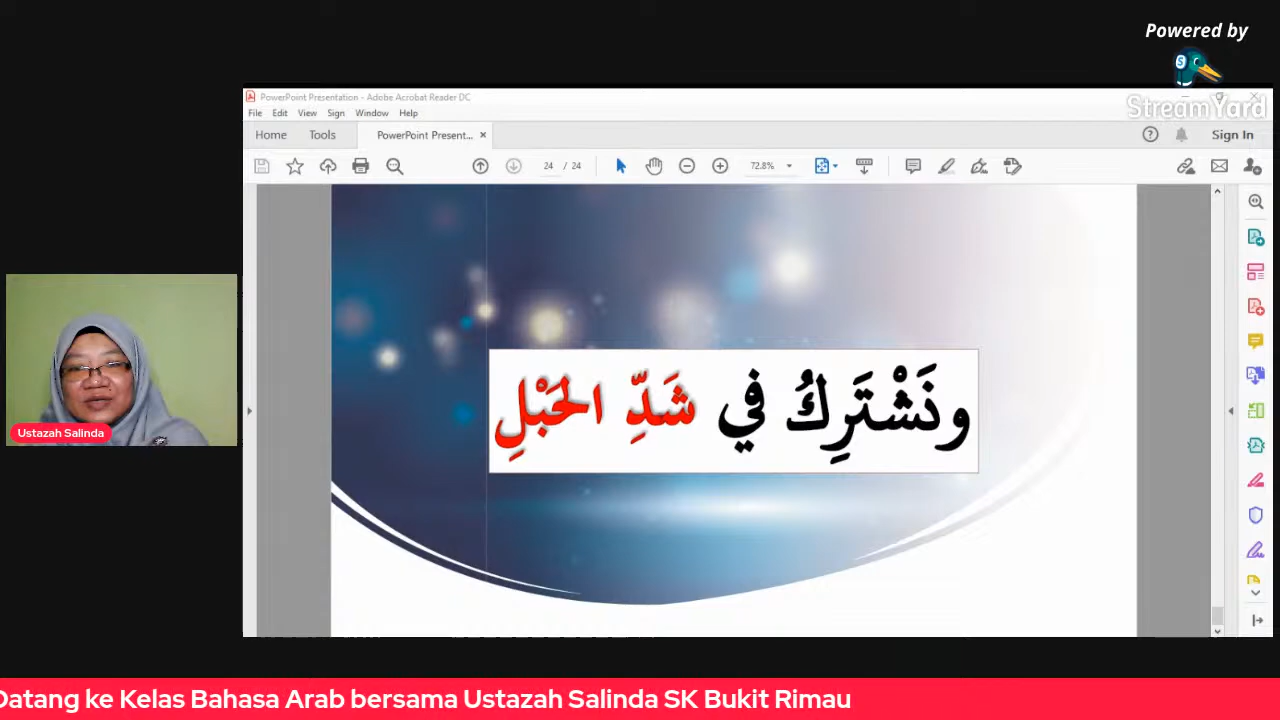 Powered by
StreamYard
PowerPoint Presentation - Adobe Acrobat Reader DC
File Edit View Sign Window Help
Home Tools PowerPoint Present... × Sign In
24 / 24 72.8%
ونَشْتَرِكُ في شَدِّ الحَبْلِ
Ustazah Salinda
Datang ke Kelas Bahasa Arab bersama Ustazah Salinda SK Bukit Rimau